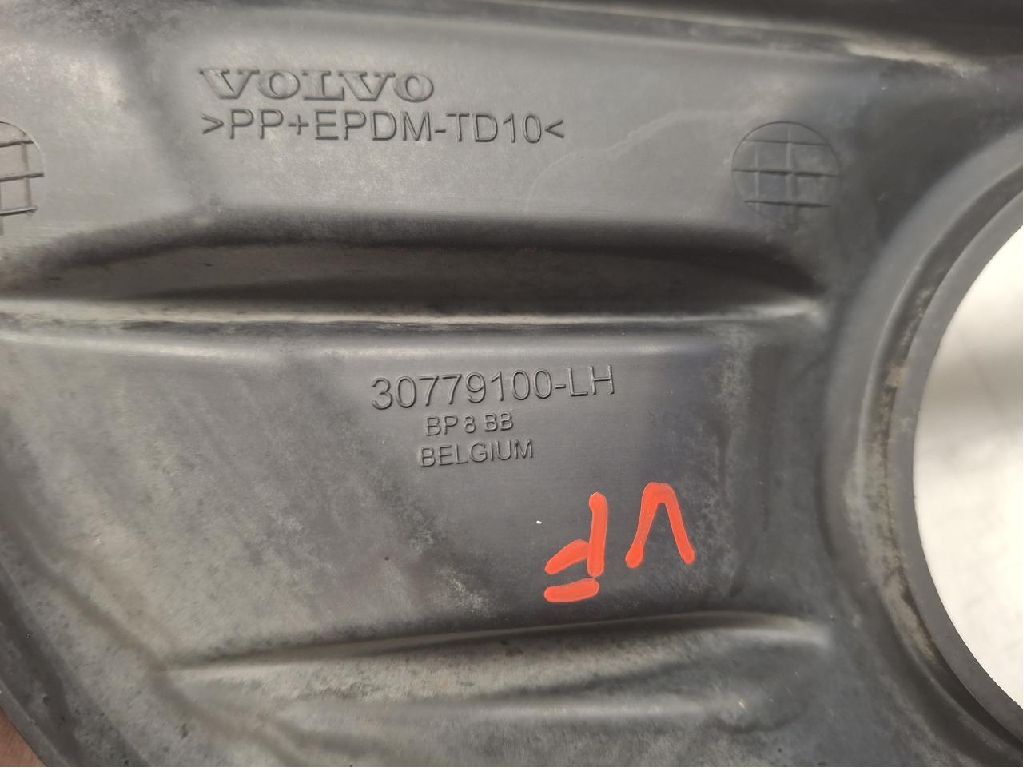 VOLVO
>PP+EPDM-TD10<
30779100-LH
BP 8 BB
BELGIUM
VF